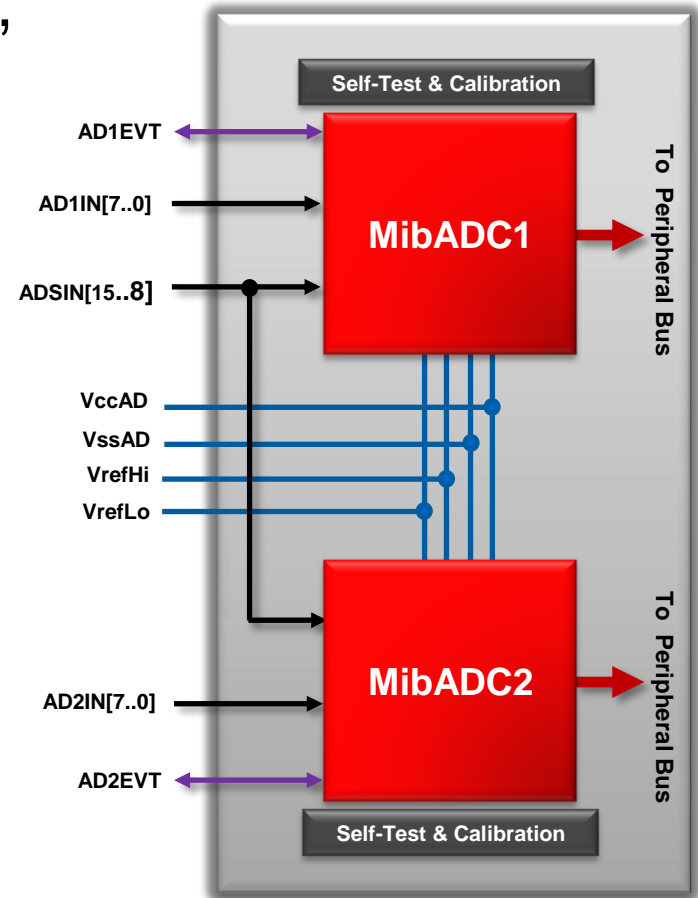 ,
Self-Test & Calibration
AD1EVT
AD1IN[7..0]
ADSIN[15..8]
MibADC1
To Peripheral Bus
VccAD
VssAD
VrefHi
VrefLo
MibADC2
To Peripheral Bus
AD2IN[7..0]
AD2EVT
Self-Test & Calibration